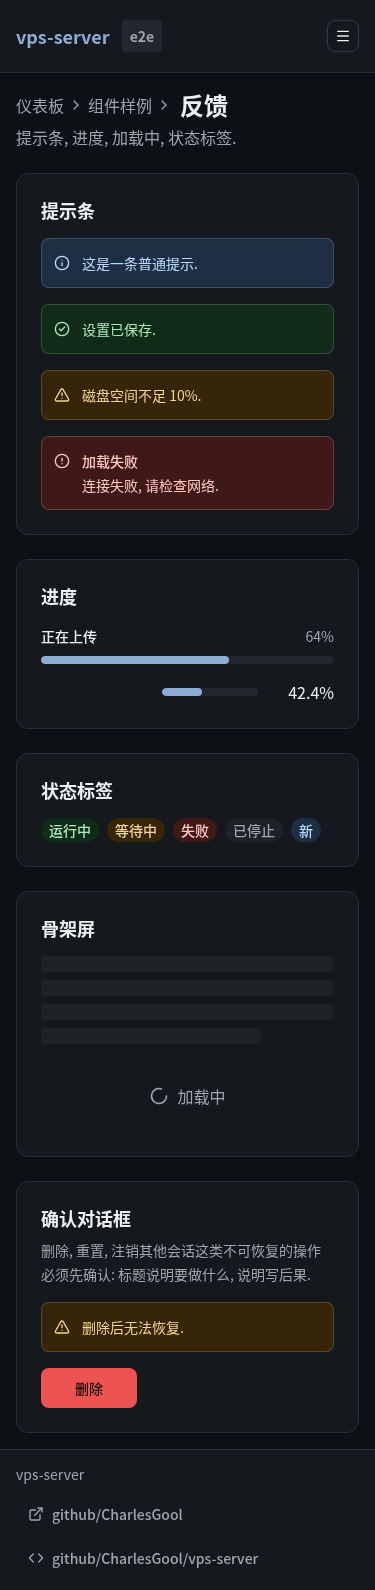 vps-server e2e
仪表板 > 组件样例 > 反馈
提示条, 进度, 加载中, 状态标签.
提示条
这是一条普通提示.
设置已保存.
磁盘空间不足 10%.
加载失败
连接失败, 请检查网络.
进度
正在上传 64%
42.4%
状态标签
运行中 等待中 失败 已停止 新
骨架屏
加载中
确认对话框
删除, 重置, 注销其他会话这类不可恢复的操作
必须先确认: 标题说明要做什么, 说明写后果.
删除后无法恢复.
删除
vps-server
github/CharlesGool
github/CharlesGool/vps-server